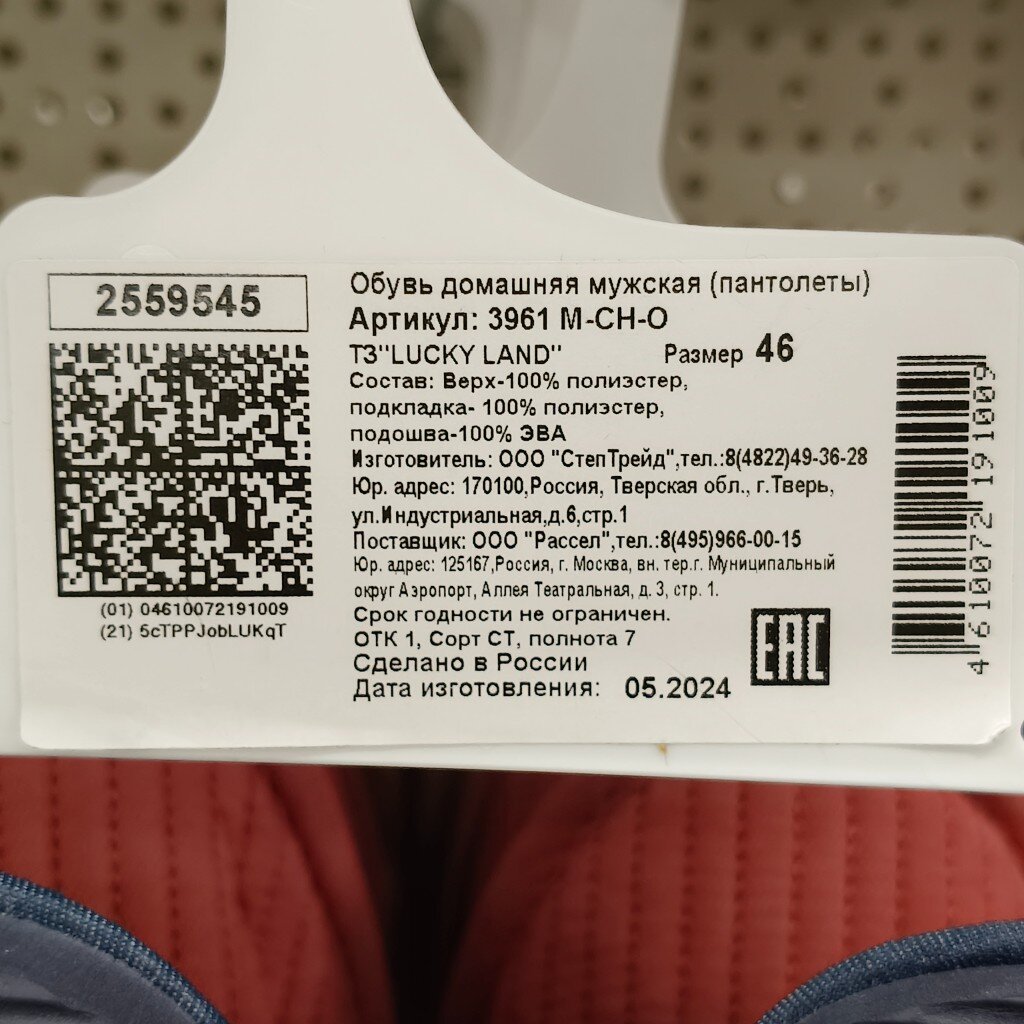 2559545
(01) 04610072191009
(21) 5cTPPJobLUKqT
Обувь домашняя мужская (пантолеты)
Артикул: 3961 M-CH-O
ТЗ"LUCKY LAND" Размер 46
Состав: Верх-100% полиэстер,
подкладка- 100% полиэстер,
подошва-100% ЭВА
Изготовитель: ООО "СтепТрейд",тел.:8(4822)49-36-28
Юр. адрес: 170100,Россия, Тверская обл., г.Тверь,
ул.Индустриальная,д.6,стр.1
Поставщик: ООО "Рассел",тел.:8(495)966-00-15
Юр. адрес: 125167,Россия, г. Москва, вн. тер.г. Муниципальный
округ Аэропорт, Аллея Театральная, д. 3, стр. 1.
Срок годности не ограничен.
ОТК 1, Сорт СТ, полнота 7
Сделано в России
Дата изготовления: 05.2024
EAC
4 610072 191009